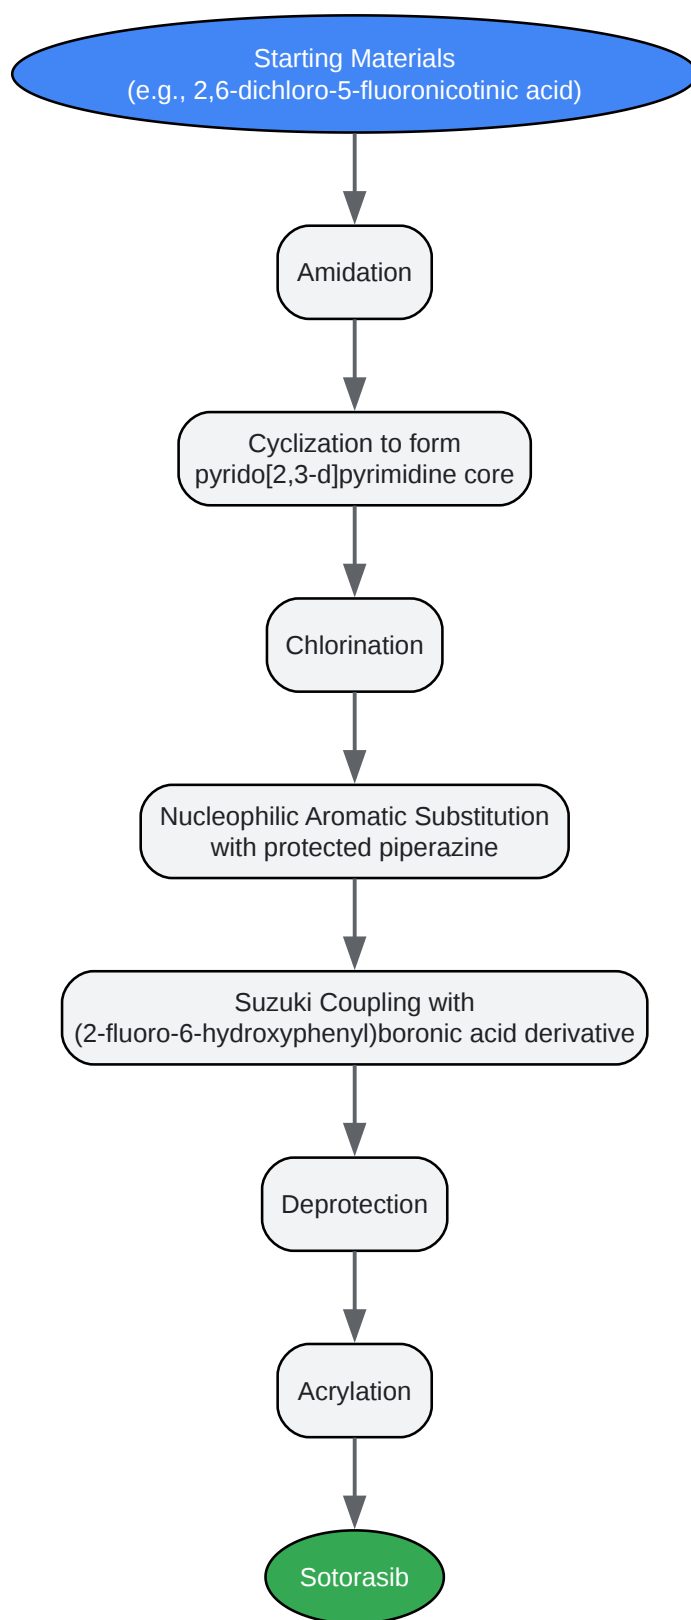 Starting Materials
(e.g., 2,6-dichloro-5-fluoronicotinic acid)
Amidation
Cyclization to form
pyrido[2,3-d]pyrimidine core
Chlorination
Nucleophilic Aromatic Substitution
with protected piperazine
Suzuki Coupling with
(2-fluoro-6-hydroxyphenyl)boronic acid derivative
Deprotection
Acrylation
Sotorasib